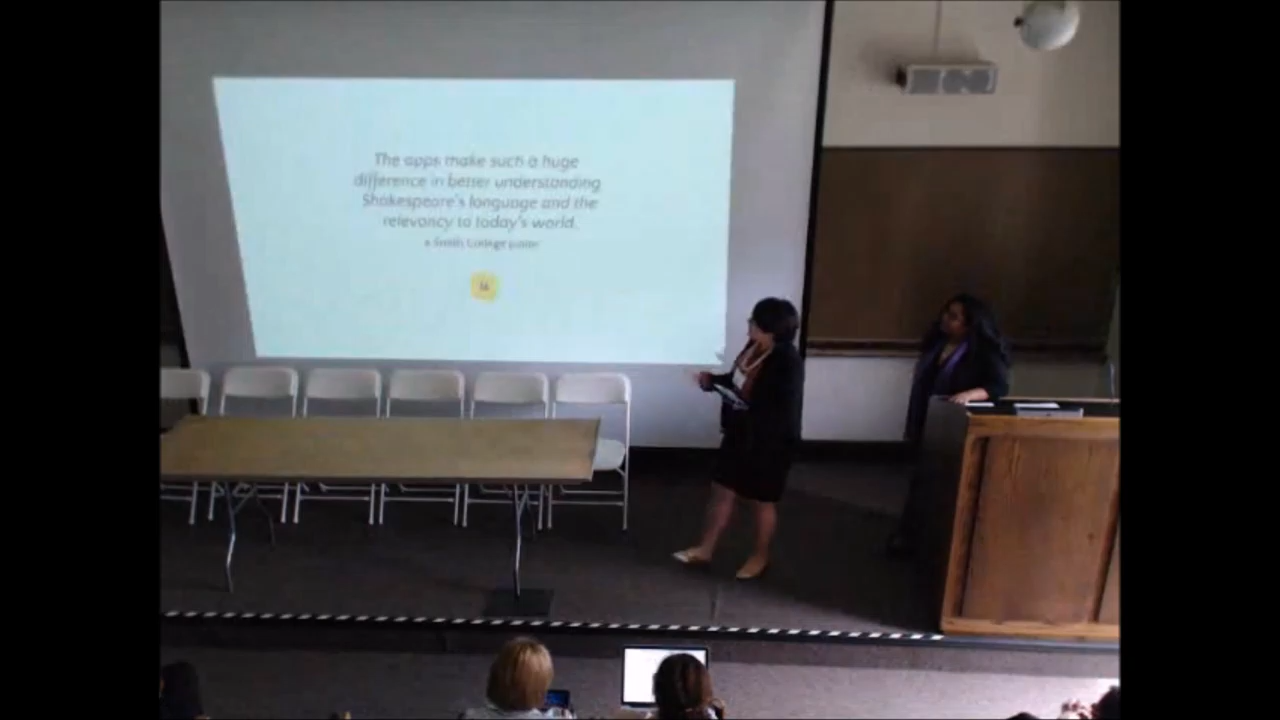 The apps make such a huge
difference in better understanding
Shakespeare's language and the
relevancy to today's world.
a Smith College junior